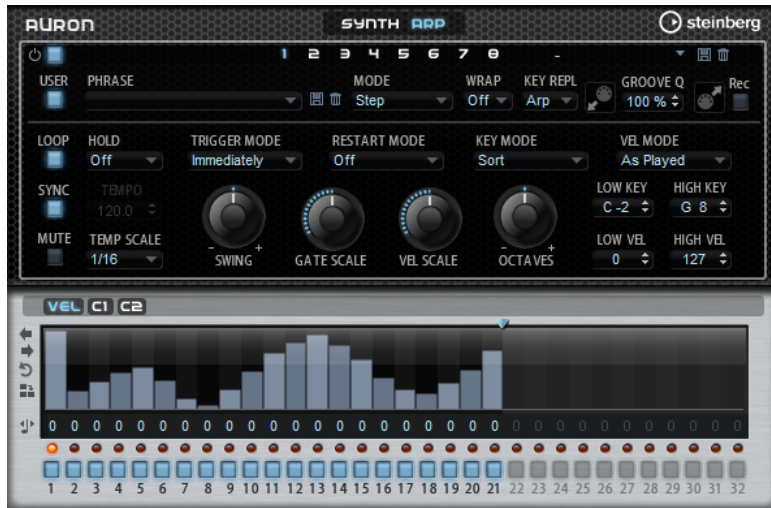 AURON SYNTH ARP steinberg
1 2 3 4 5 6 7 8 -
USER PHRASE MODE WRAP KEY REPL GROOVE Q Rec
Step Off Arp 100 %
LOOP HOLD TRIGGER MODE RESTART MODE KEY MODE VEL MODE
Off Immediately Off Sort As Played
SYNC TEMPO LOW KEY HIGH KEY
120.0 C -2 G 8
MUTE TEMP SCALE LOW VEL HIGH VEL
1/16 - + SWING GATE SCALE VEL SCALE - + OCTAVES 0 127
VEL C1 C2
0 0 0 0 0 0 0 0 0 0 0 0 0 0 0 0 0 0 0 0 0 0 0 0 0 0 0 0 0 0 0 0
1 2 3 4 5 6 7 8 9 10 11 12 13 14 15 16 17 18 19 20 21 22 23 24 25 26 27 28 29 30 31 32